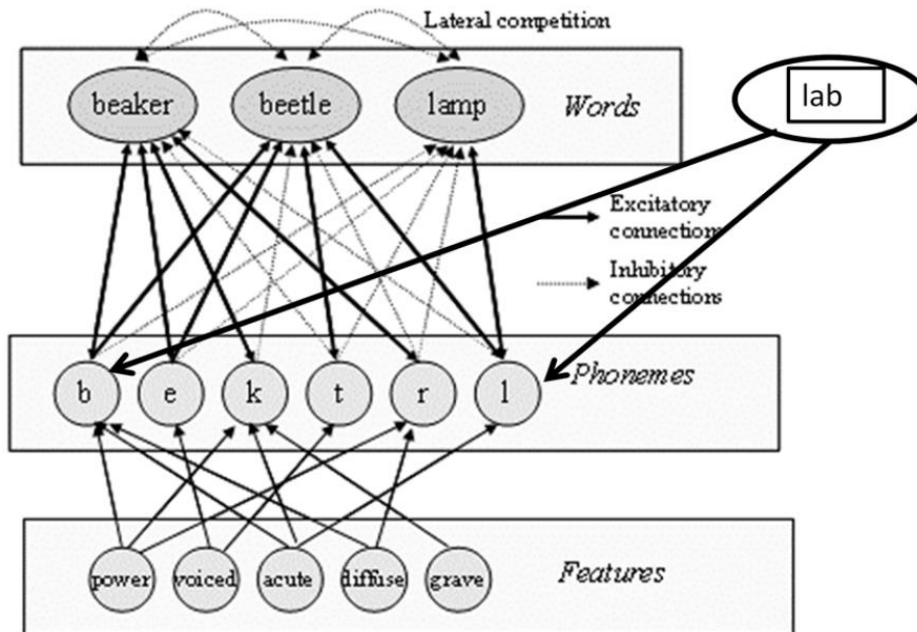 Lateral competition
beaker beetle lamp Words
lab
Excitatory
connections
Inhibitory
connections
b e k t r l Phonemes
power voiced acute diffuse grave Features